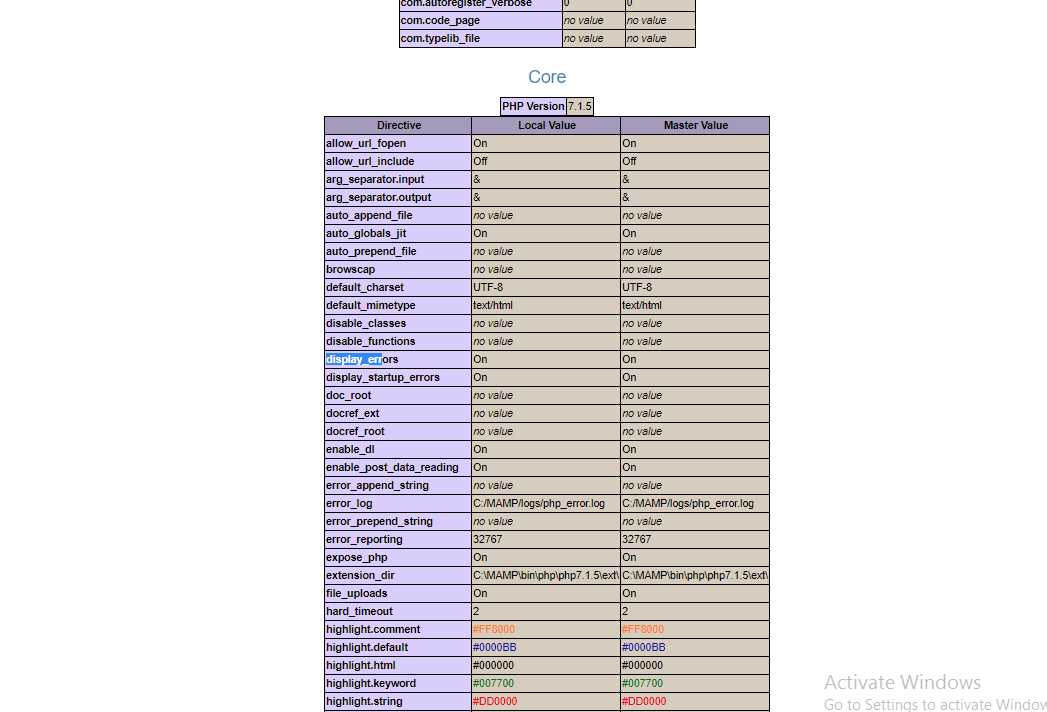 com.autoregister_verbose 0 0
com.code_page no value no value
com.typelib_file no value no value
Core
PHP Version 7.1.5
Directive Local Value Master Value
allow_url_fopen On On
allow_url_include Off Off
arg_separator.input & &
arg_separator.output & &
auto_append_file no value no value
auto_globals_jit On On
auto_prepend_file no value no value
browscap no value no value
default_charset UTF-8 UTF-8
default_mimetype text/html text/html
disable_classes no value no value
disable_functions no value no value
display_errors On On
display_startup_errors On On
doc_root no value no value
docref_ext no value no value
docref_root no value no value
enable_dl On On
enable_post_data_reading On On
error_append_string no value no value
error_log C:/MAMP/logs/php_error.log C:/MAMP/logs/php_error.log
error_prepend_string no value no value
error_reporting 32767 32767
expose_php On On
extension_dir C:\MAMP\bin\php\php7.1.5\ext\ C:\MAMP\bin\php\php7.1.5\ext\
file_uploads On On
hard_timeout 2 2
highlight.comment #FF8000 #FF8000
highlight.default #0000BB #0000BB
highlight.html #000000 #000000
highlight.keyword #007700 #007700
highlight.string #DD0000 #DD0000
Activate Windows
Go to Settings to activate Window